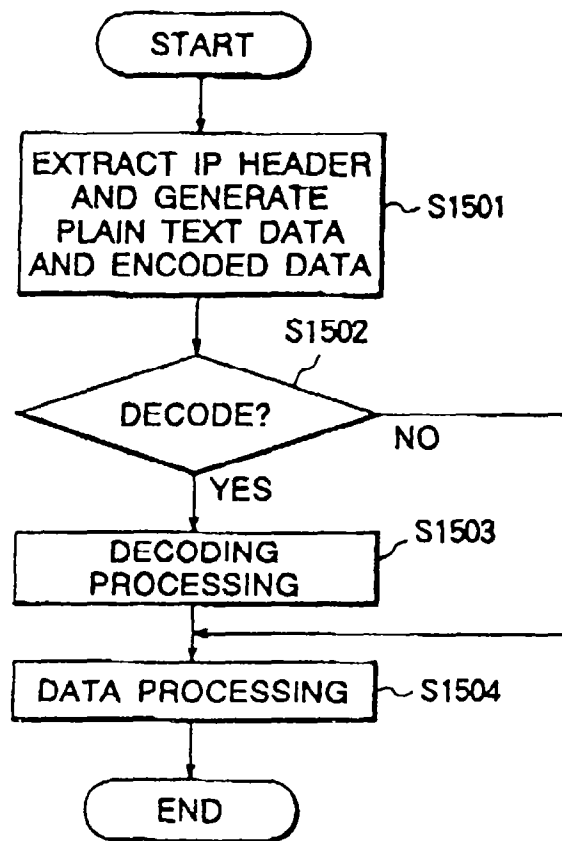 START
EXTRACT IP HEADER
AND GENERATE
PLAIN TEXT DATA
AND ENCODED DATA
S1501
S1502
DECODE?
NO
YES
DECODING
PROCESSING
S1503
DATA PROCESSING
S1504
END